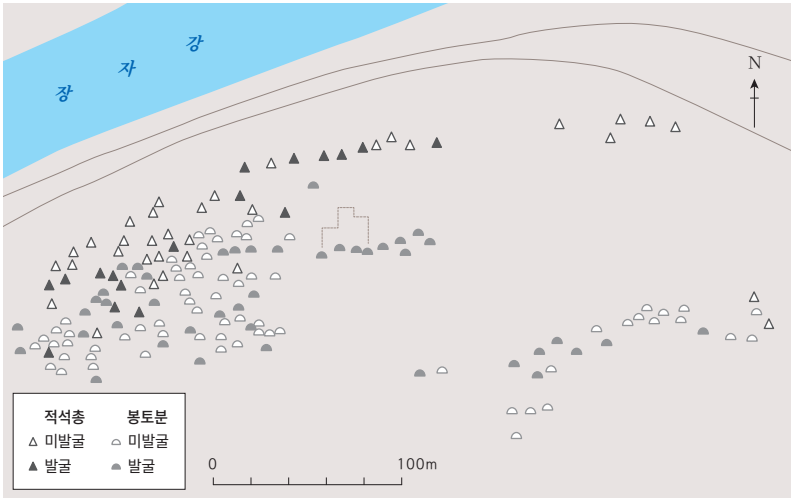 장 자 강
N
적석총 봉토분
미발굴 미발굴
발굴 발굴
0 100m